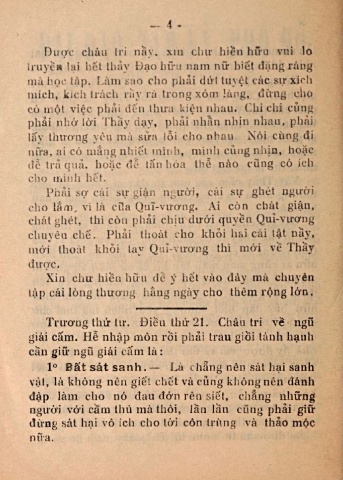 — 4 -
Được châu tri nầy, xin chư hiền hữu vui lo
truyền lại hết thảy Đạo hữu nam nữ biết đặng ráng
mà học tập. Làm sao cho phải dứt tuyệt các sự xích
mích, kích trách rầy rà trong xóm làng, đừng cho
có một việc phải đến thưa kiện nhau. Chi chi cũng
phải nhớ lời Thầy dạy, phải nhẫn nhịn nhau, phải
lấy thương yêu mà sửa lỗi cho nhau. Nói cùng đi
nữa, ai có mắng nhiết mình, mình cũng nhịn, hoặc
để trả quả, hoặc để tấn hóa thế nào cũng có ích
cho mình hết.
Phải sợ cái sự giận người, cái sự ghét người
cho lắm, vì là của Quỉ-vương. Ai còn chất giận,
chất ghét, thì còn phải chịu dưới quyền Quỉ-vương
chuyên chế. Phải thoát cho khỏi hai cái tật nầy,
mới thoát khỏi tay Quỉ-vương thì mới về Thầy
được.
Xin chư hiền hữu để ý hết vào đây mà chuyên
tập cái lòng thương hằng ngày cho thêm rộng lớn.
Trương thứ tư. Điều thứ 21. Châu tri về ngũ
giải cấm. Hễ nhập môn rồi phải trau giồi tánh hạnh
cần giữ ngũ giải cấm là :
1º Bất sát sanh. — Là chẳng nên sát hại sanh
vật, là không nên giết chết và cũng không nên đánh
đập làm cho nó đau đớn rên siết, chẳng những
người với cầm thú mà thôi, lần lần cũng phải giữ
đừng sát hại vô ích cho tới côn trùng và thảo mộc
nữa.